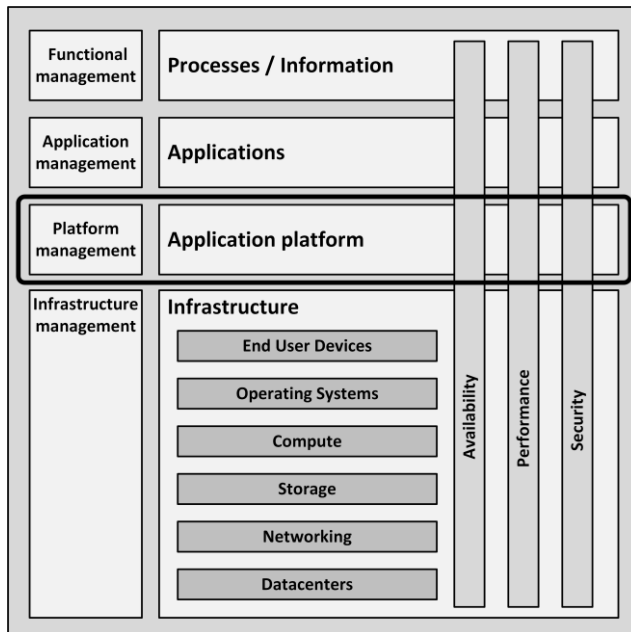 Functional
management
Processes / Information
Application
management
Applications
Platform
management
Application platform
Infrastructure
management
Infrastructure
End User Devices
Operating Systems
Compute
Storage
Networking
Datacenters
Availability
Performance
Security